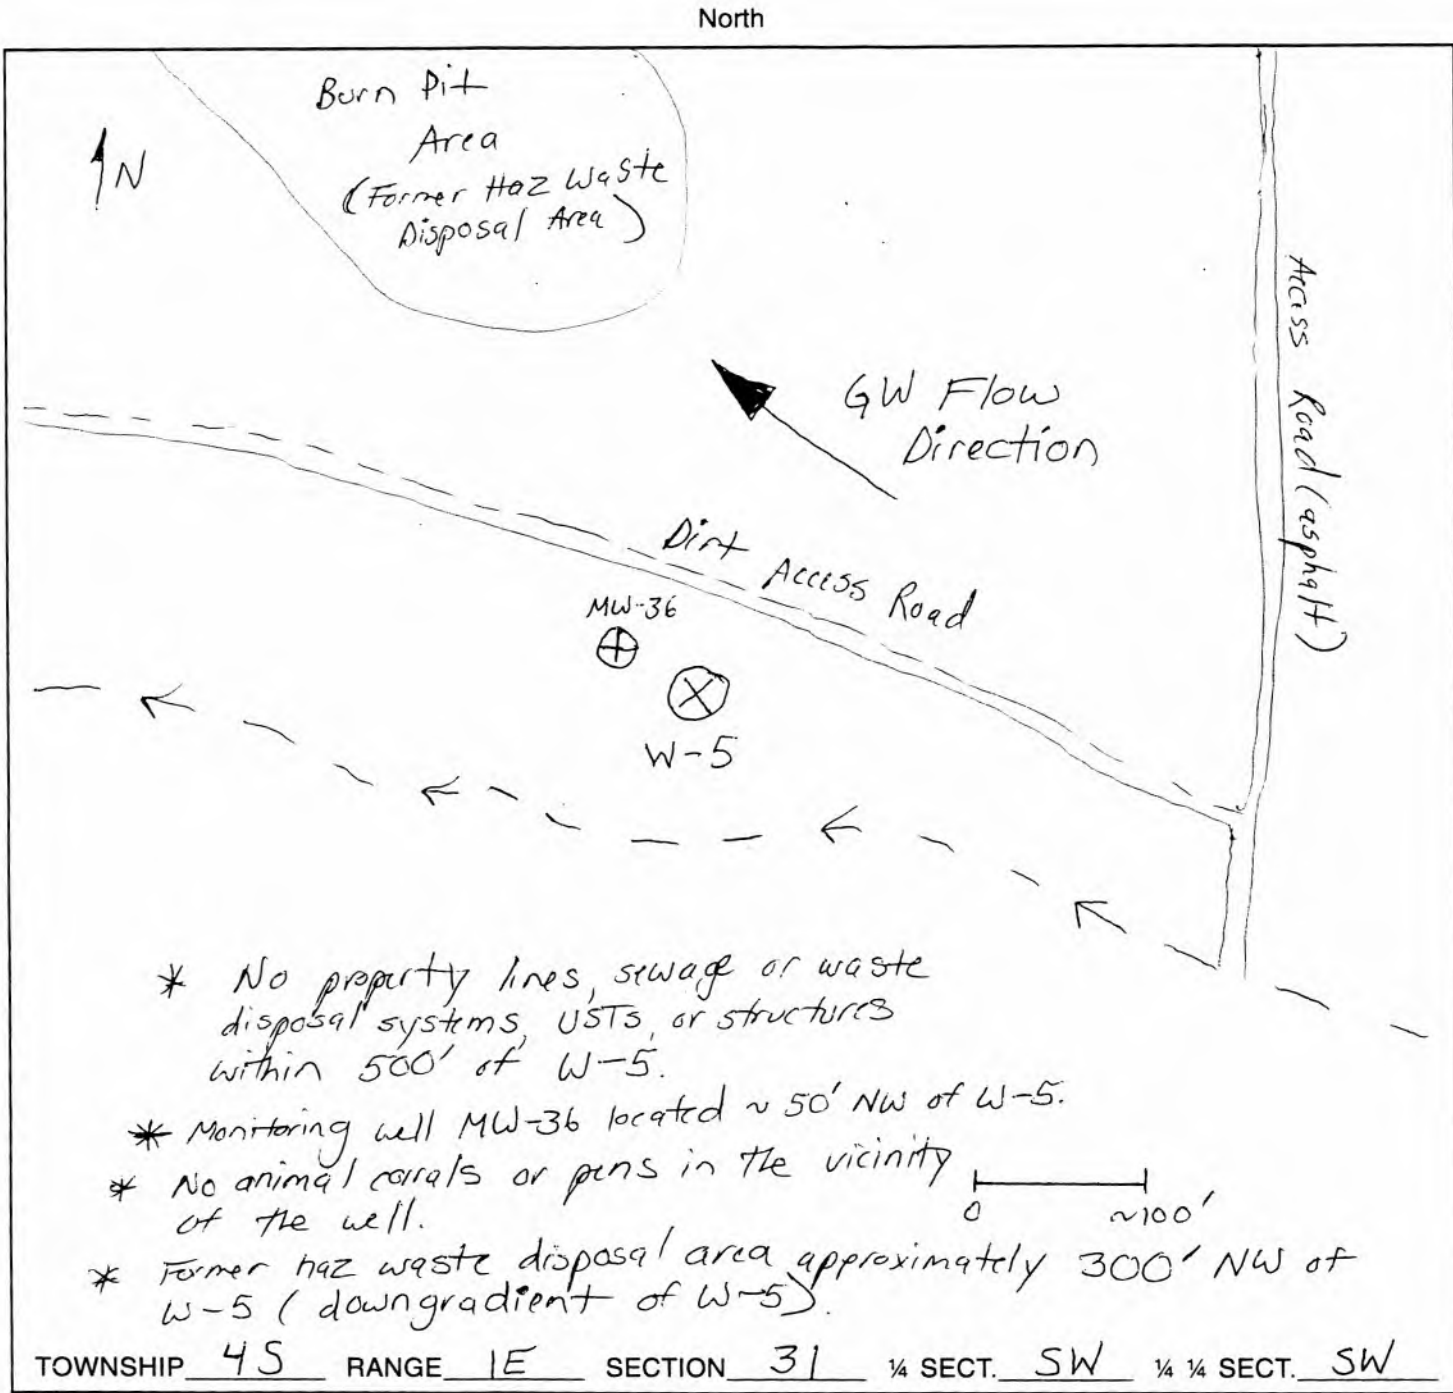 North
Burn Pit
Area
(Former Haz Waste
Disposal Area)
N
GW Flow
Direction
Access Road (asphalt)
Dirt Access Road
MW-36
W-5
* No property lines, sewage or waste
disposal systems, USTs, or structures
within 500' of W-5.
* Monitoring well MW-36 located ~ 50' NW of W-5.
* No animal corrals or pens in the vicinity
of the well.
0 ~100'
* Former haz waste disposal area approximately 300' NW of
W-5 (downgradient of W-5).
TOWNSHIP 4S RANGE 1E SECTION 31 ¼ SECT. SW ¼ ¼ SECT. SW